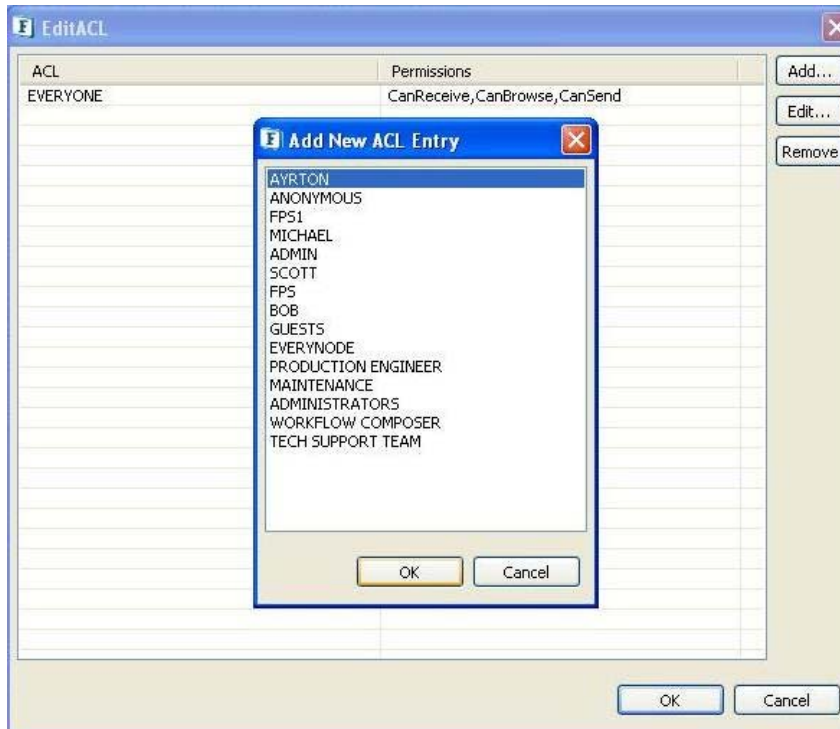 EditACL
ACL Permissions
EVERYONE CanReceive,CanBrowse,CanSend
Add...
Edit...
Remove
Add New ACL Entry
AYRTON
ANONYMOUS
FPS1
MICHAEL
ADMIN
SCOTT
FPS
BOB
GUESTS
EVERYNODE
PRODUCTION ENGINEER
MAINTENANCE
ADMINISTRATORS
WORKFLOW COMPOSER
TECH SUPPORT TEAM
OK Cancel
OK Cancel